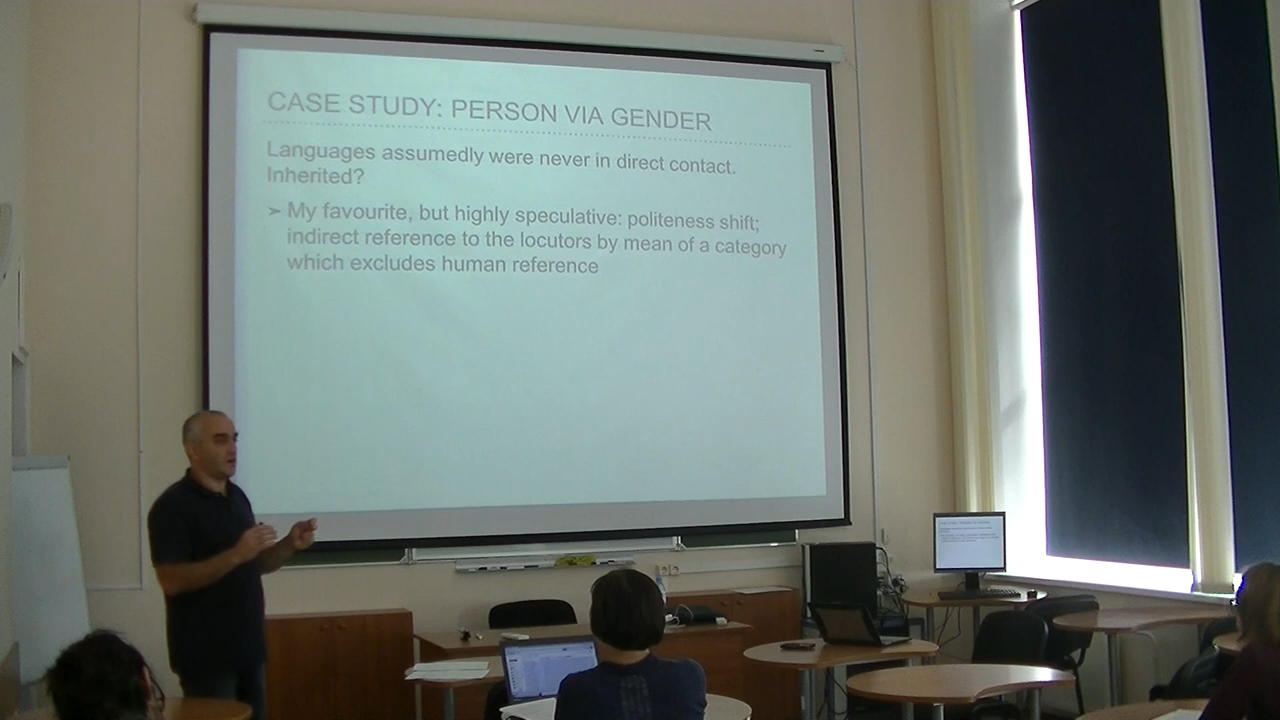 CASE STUDY: PERSON VIA GENDER
Languages assumedly were never in direct contact.
Inherited?
➢ My favourite, but highly speculative: politeness shift;
indirect reference to the locutors by mean of a category
which excludes human reference